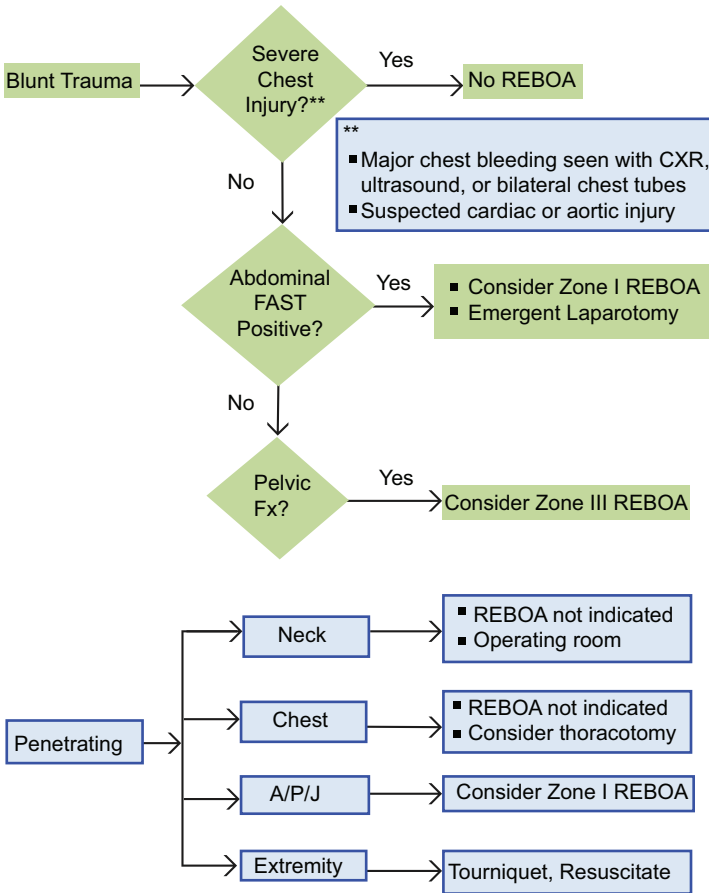 Blunt Trauma
Severe
Chest
Injury?**
Yes
No REBOA
**
▪ Major chest bleeding seen with CXR,
ultrasound, or bilateral chest tubes
▪ Suspected cardiac or aortic injury
No
Abdominal
FAST
Positive?
Yes
▪ Consider Zone I REBOA
▪ Emergent Laparotomy
No
Pelvic
Fx?
Yes
Consider Zone III REBOA
Penetrating
Neck
▪ REBOA not indicated
▪ Operating room
Chest
▪ REBOA not indicated
▪ Consider thoracotomy
A/P/J
Consider Zone I REBOA
Extremity
Tourniquet, Resuscitate